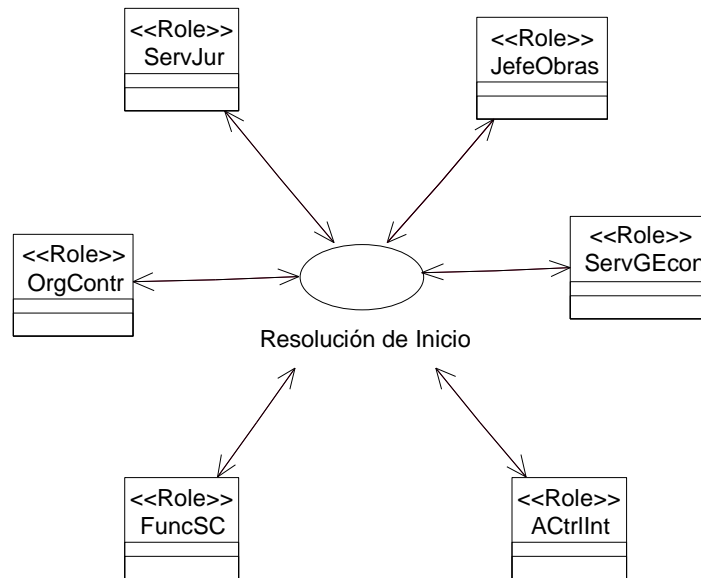 <<Role>>
ServJur
<<Role>>
JefeObras
<<Role>>
OrgContr
<<Role>>
ServGEcon
Resolución de Inicio
<<Role>>
FuncSC
<<Role>>
ACtrlInt